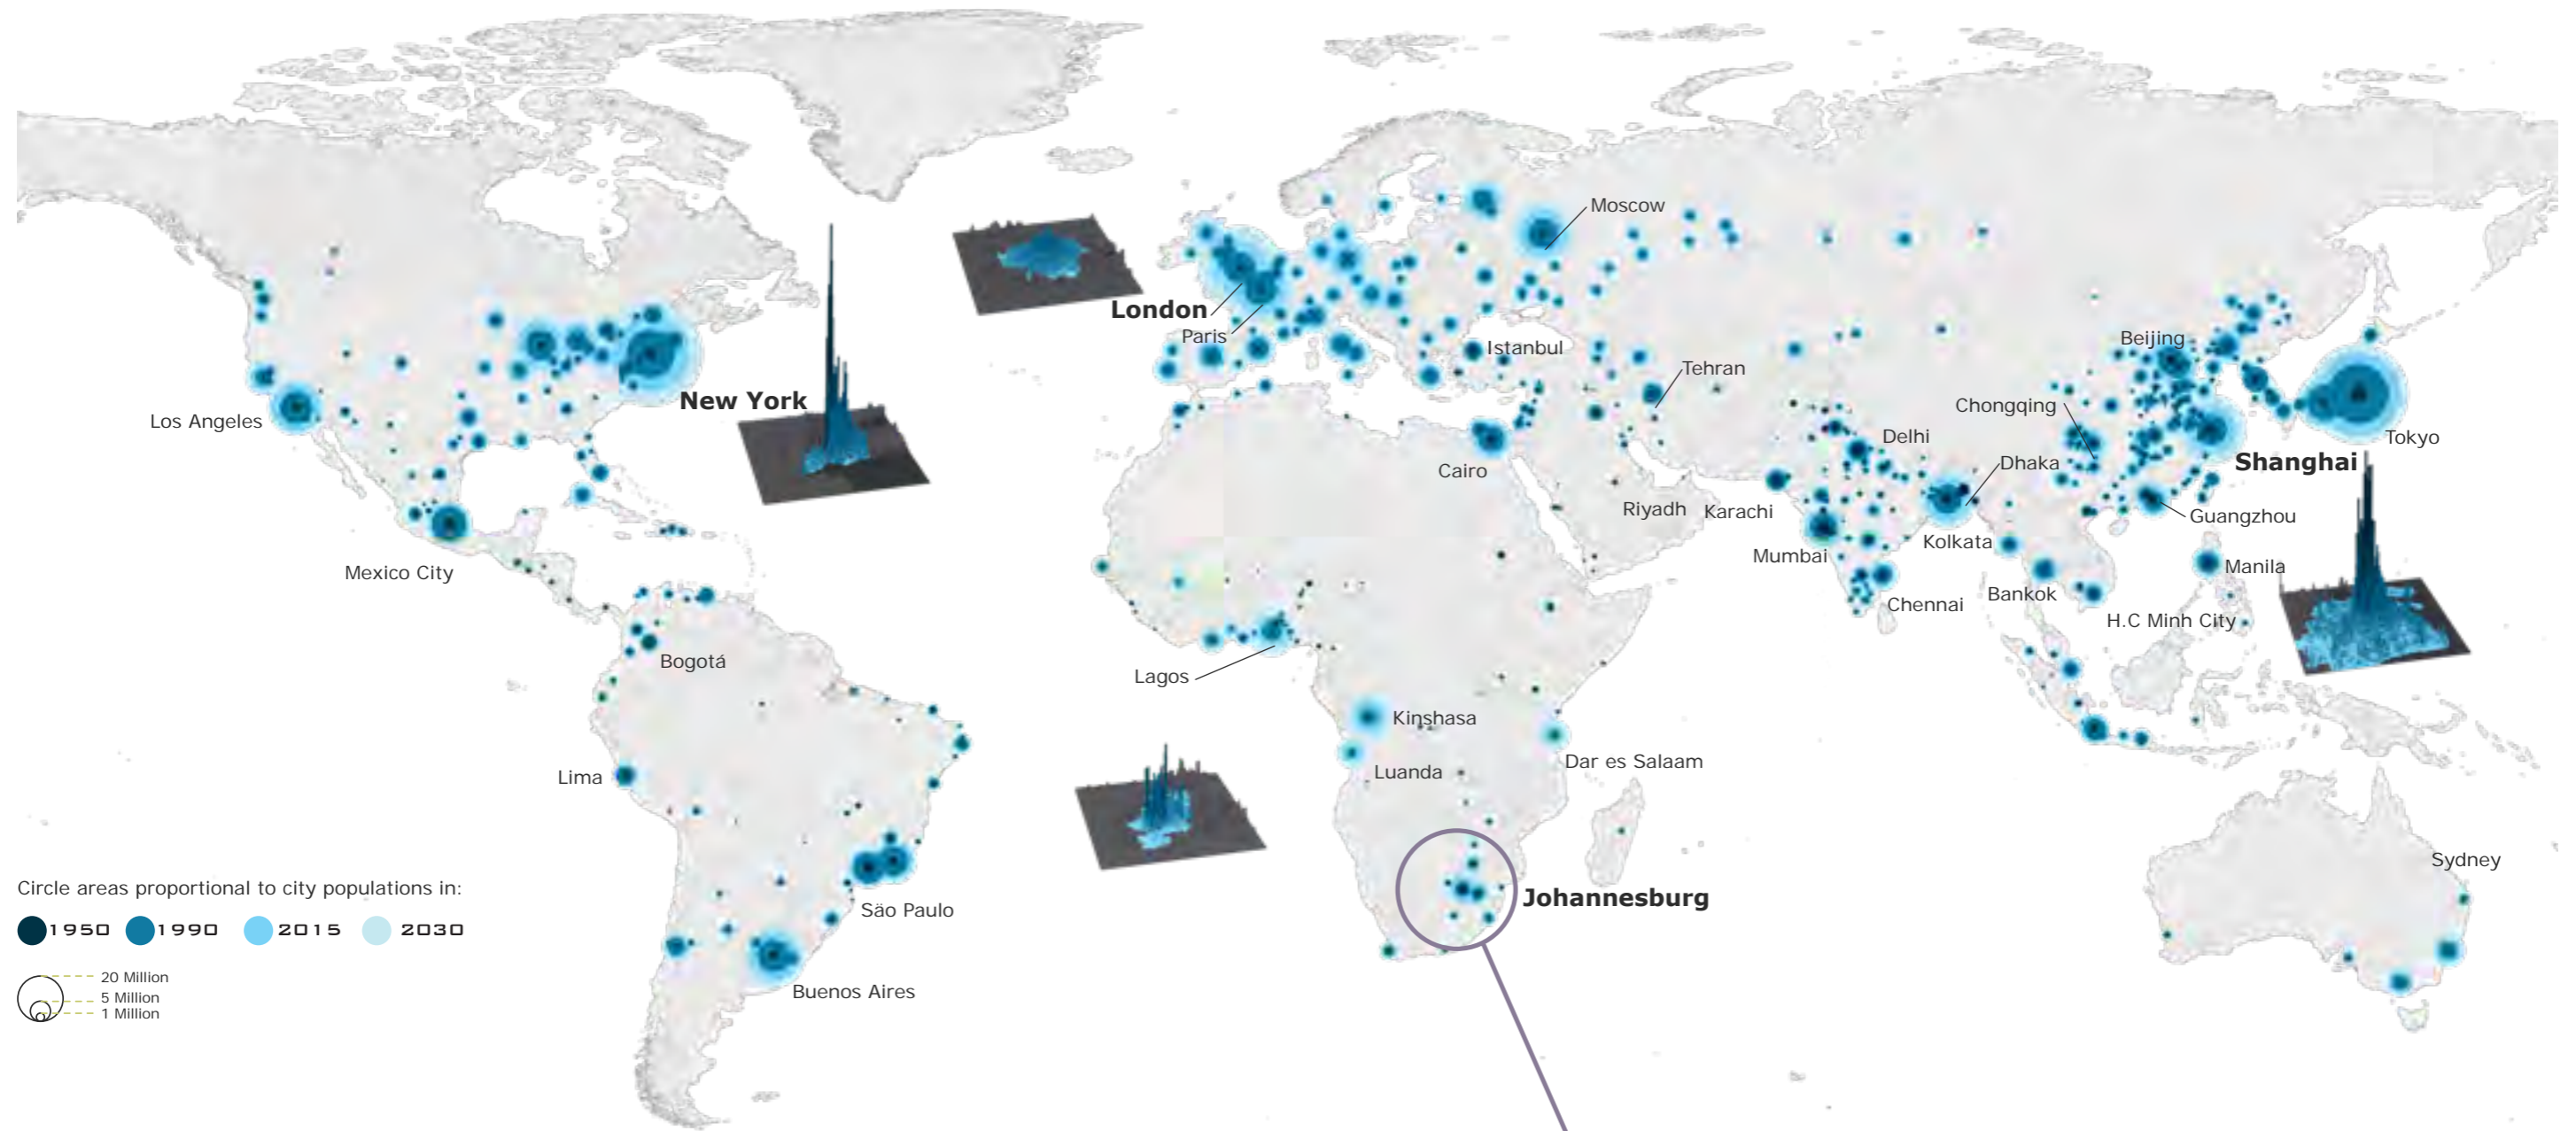 Moscow
London
Paris
Istanbul
Beijing
Tehran
New York
Chongqing
Los Angeles
Delhi
Tokyo
Cairo
Dhaka
Shanghai
Riyadh
Karachi
Guangzhou
Kolkata
Mumbai
Mexico City
Manila
Bankok
Chennai
H.C Minh City
Bogotá
Lagos
Kinshasa
Dar es Salaam
Luanda
Lima
Sydney
Circle areas proportional to city populations in:
Johannesburg
Säo Paulo
1950 1990 2015 2030
20 Million
Buenos Aires
5 Million
1 Million